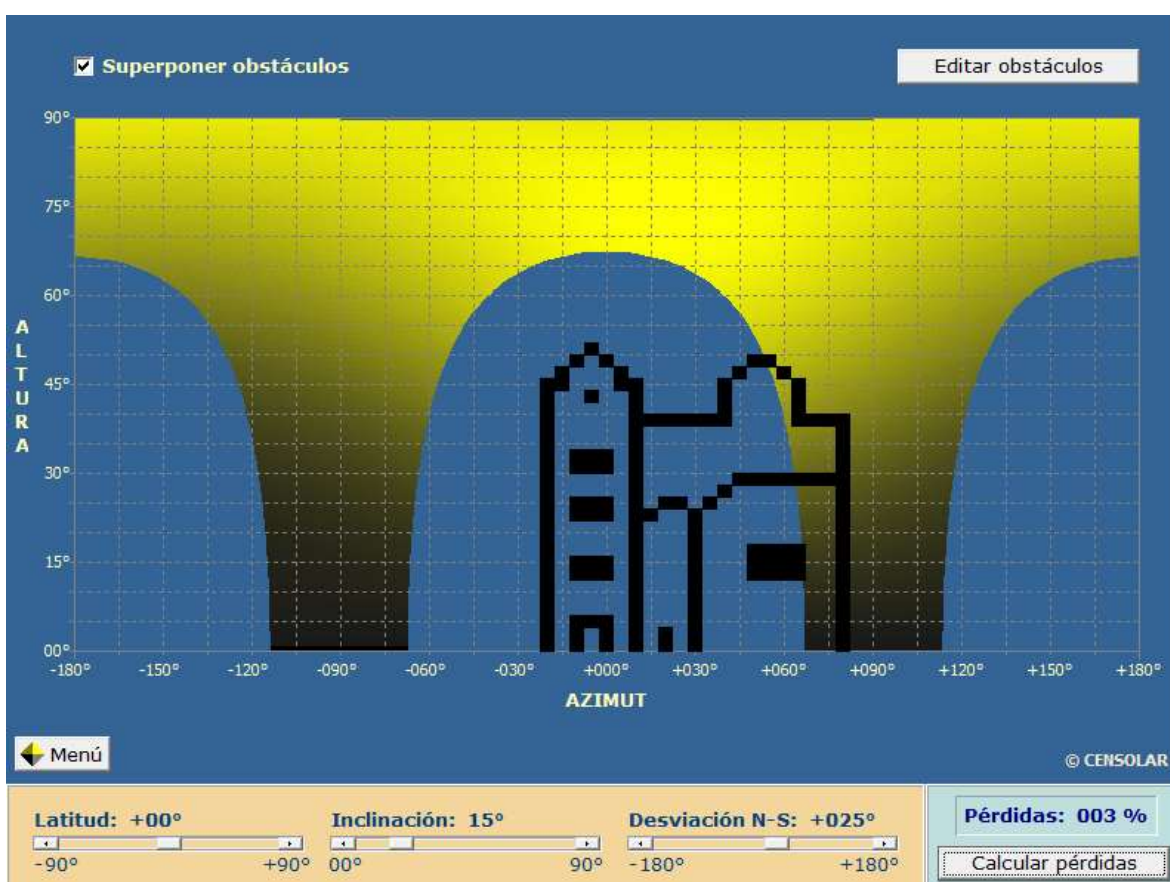 Superponer obstáculos
Editar obstáculos
90°
75°
60°
45°
30°
15°
00°
ALTURA
-180° -150° -120° -090° -060° -030° +000° +030° +060° +090° +120° +150° +180°
AZIMUT
Menú
© CENSOLAR
Latitud: +00° Inclinación: 15° Desviación N-S: +025°
-90° +90° 00° 90° -180° +180°
Pérdidas: 003 %
Calcular pérdidas